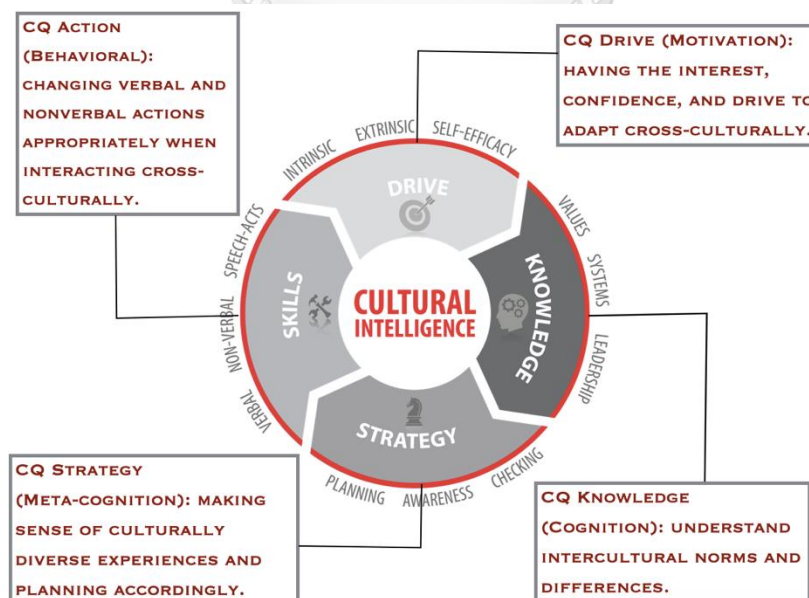 CQ ACTION
(BEHAVIORAL):
CHANGING VERBAL AND
NONVERBAL ACTIONS
APPROPRIATELY WHEN
INTERACTING CROSS-
CULTURALLY.
CQ DRIVE (MOTIVATION):
HAVING THE INTEREST,
CONFIDENCE, AND DRIVE TO
ADAPT CROSS-CULTURALLY.
INTRINSIC
EXTRINSIC
SELF-EFFICACY
DRIVE
VALUES
SYSTEMS
LEADERSHIP
KNOWLEDGE
CULTURAL
INTELLIGENCE
SPEECH-ACTS
NON-VERBAL
VERBAL
SKILLS
STRATEGY
PLANNING
AWARENESS
CHECKING
CQ STRATEGY
(META-COGNITION): MAKING
SENSE OF CULTURALLY
DIVERSE EXPERIENCES AND
PLANNING ACCORDINGLY.
CQ KNOWLEDGE
(COGNITION): UNDERSTAND
INTERCULTURAL NORMS AND
DIFFERENCES.